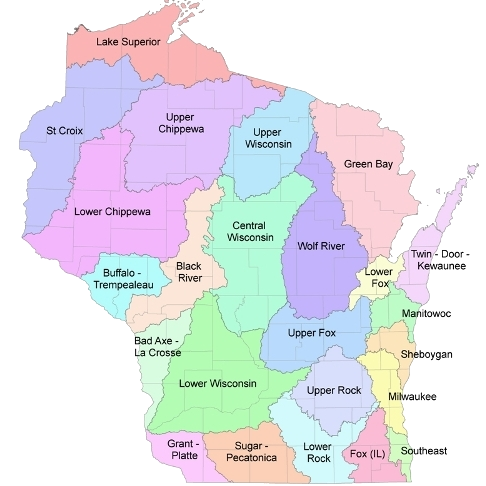 Lake Superior
St Croix
Upper
Chippewa
Upper
Wisconsin
Green Bay
Lower Chippewa
Central
Wisconsin
Wolf River
Twin - Door -
Kewaunee
Buffalo -
Trempealeau
Black
River
Lower
Fox
Manitowoc
Bad Axe -
La Crosse
Upper Fox
Sheboygan
Lower Wisconsin
Upper Rock
Milwaukee
Grant -
Platte
Sugar -
Pecatonica
Lower
Rock
Fox (IL)
Southeast